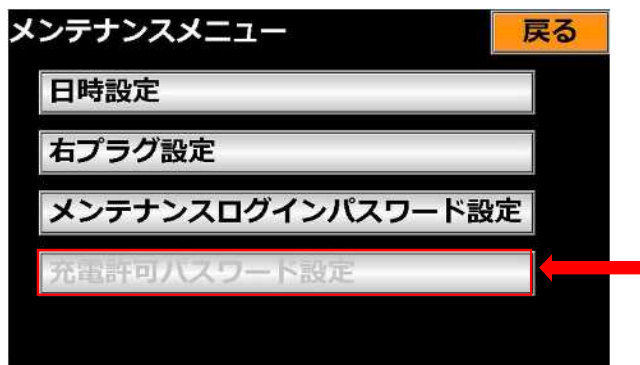 メンテナンスメニュー
戻る
日時設定
右プラグ設定
メンテナンスログインパスワード設定
充電許可パスワード設定